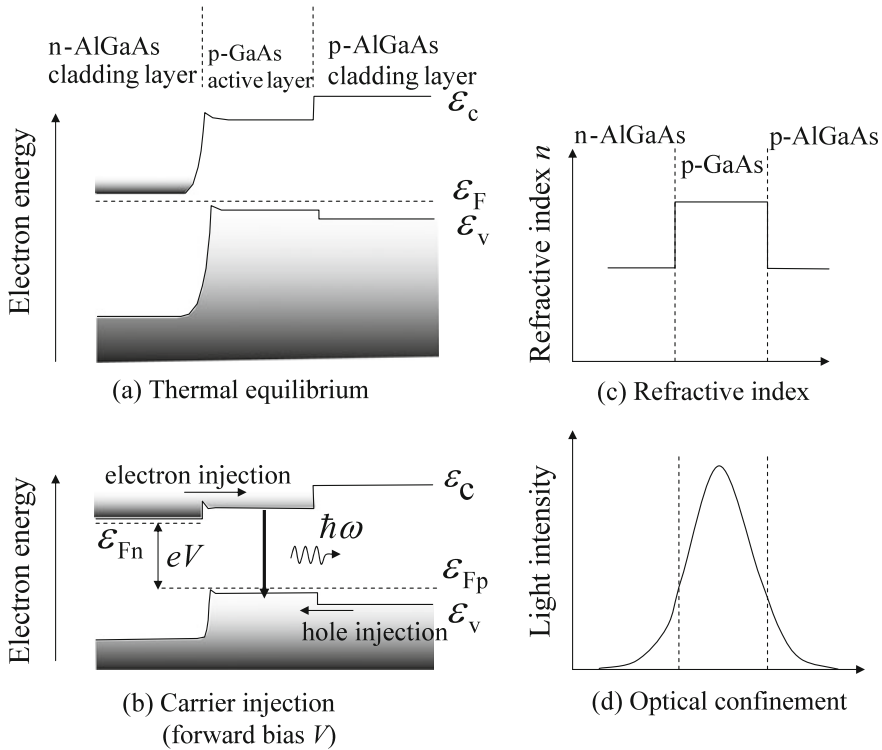 n-AlGaAs
cladding layer
p-GaAs
active layer
p-AlGaAs
cladding layer
Electron energy
εc
εF
εv
(a) Thermal equilibrium
Electron energy
electron injection
εc
εFn
eV
ħω
εFp
εv
hole injection
(b) Carrier injection
(forward bias V)
Refractive index n
n-AlGaAs
p-GaAs
p-AlGaAs
(c) Refractive index
Light intensity
(d) Optical confinement